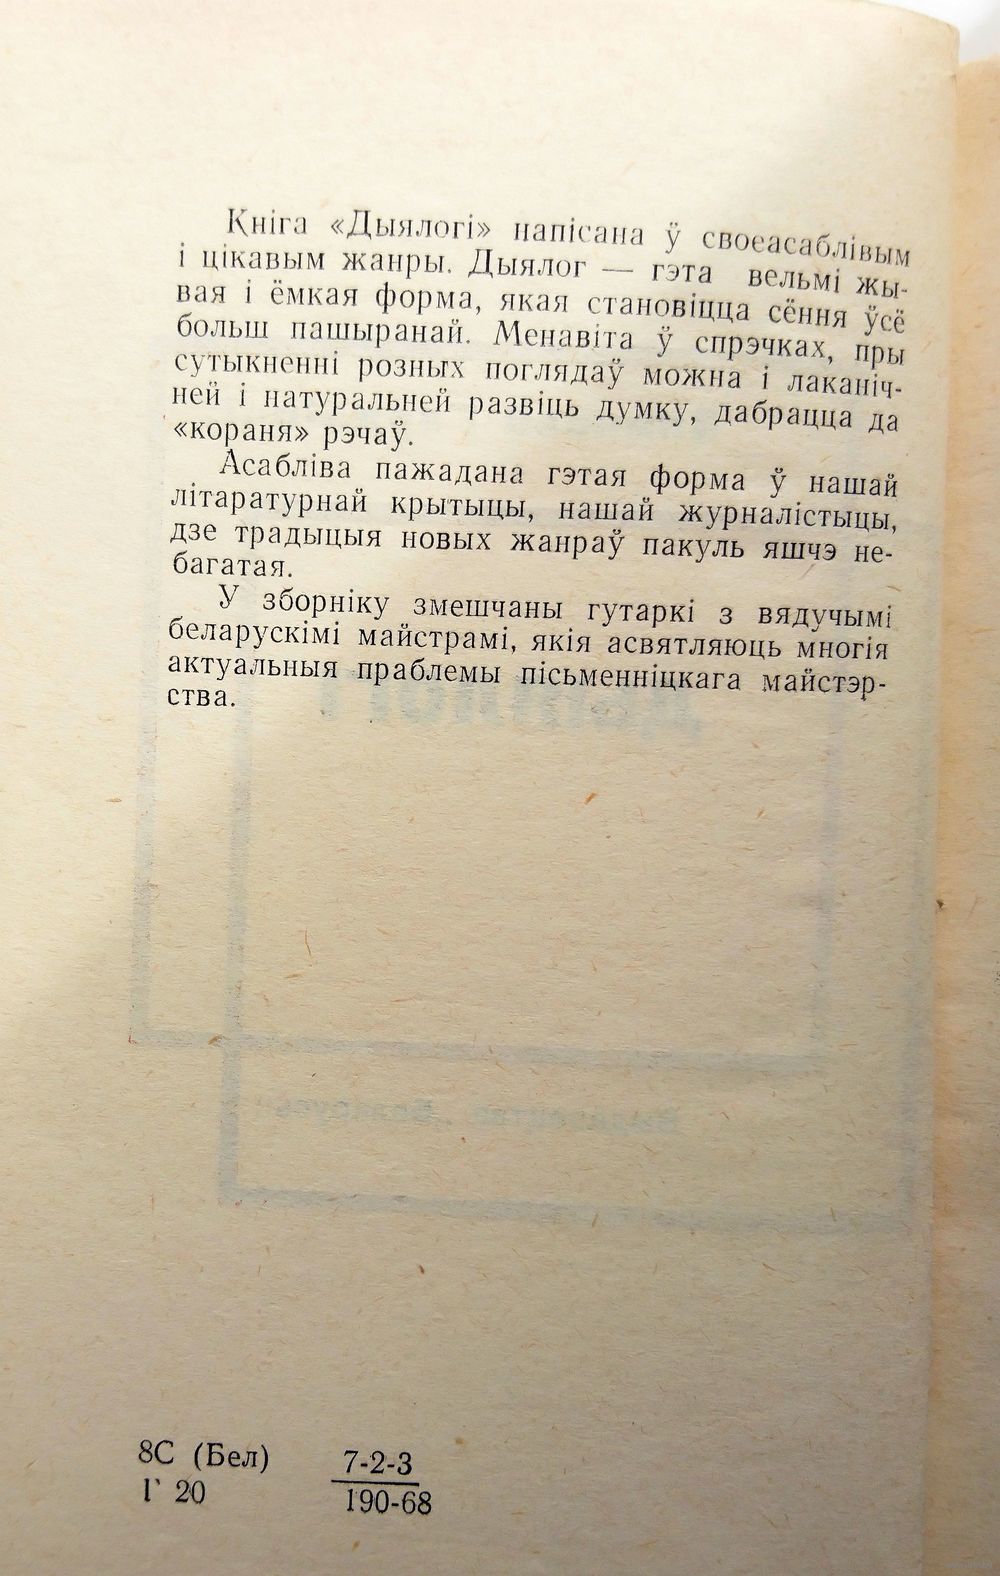 Кніга «Дыялогі» напісана ў своеасаблівым
і цікавым жанры. Дыялог — гэта вельмі жы-
вая і ёмкая форма, якая становіцца сёння ўсё
больш пашыранай. Менавіта ў спрэчках, пры
сутыкненні розных поглядаў можна і лаканіч-
ней і натуральней развіць думку, дабрацца да
«кораня» рэчаў.
Асабліва пажадана гэтая форма ў нашай
літаратурнай крытыцы, нашай журналістыцы,
дзе традыцыя новых жанраў пакуль яшчэ не-
багатая.
У зборніку змешчаны гутаркі з вядучымі
беларускімі майстрамі, якія асвятляюць многія
актуальныя праблемы пісьменніцкага майстэр-
ства.
8С (Бел) 7-2-3
Г 20 190-68